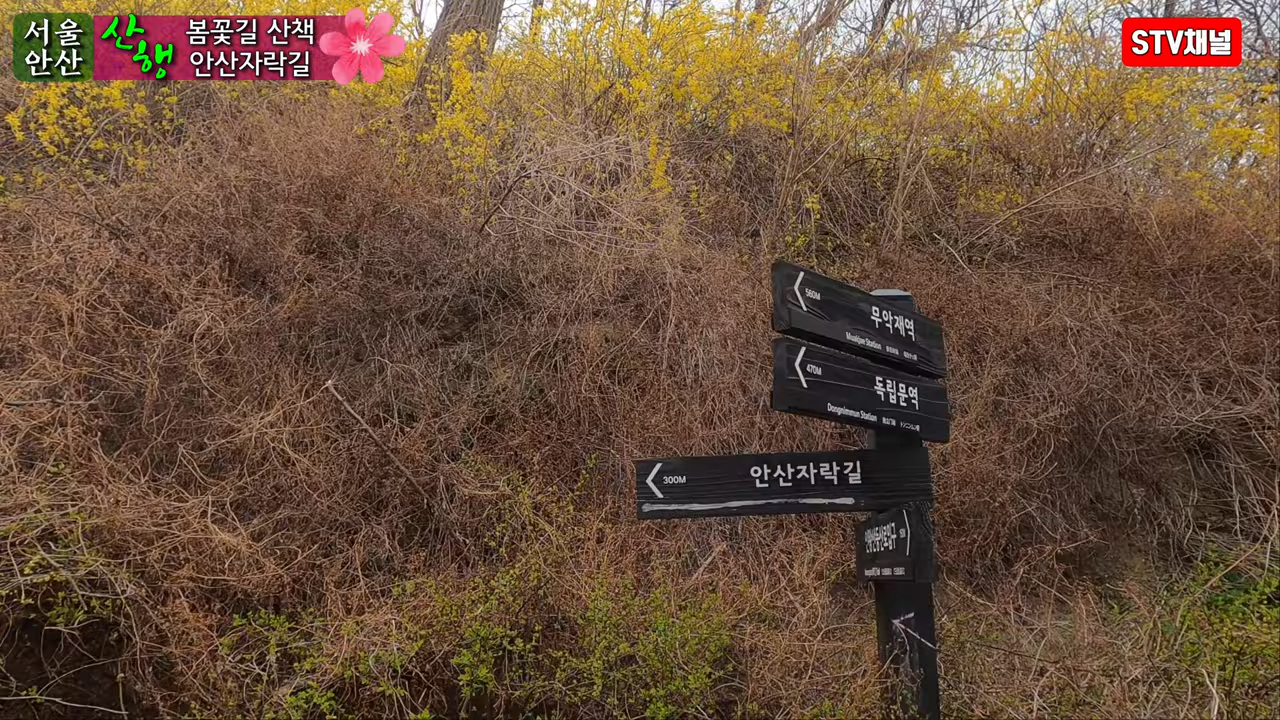 서울
안산
산행
봄꽃길 산책
안산자락길
STV채널
560M
무악재역
Muakjae Station
470M
독립문역
Dongnimmun Station
300M
안산자락길